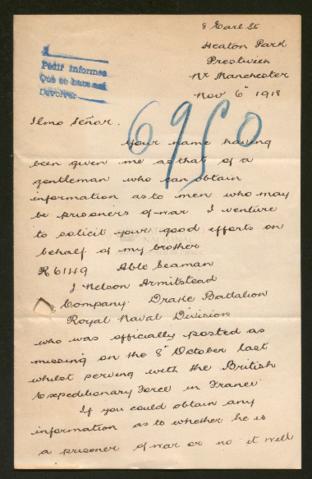 8 Earl St
Heaton Park
Prestwich
Nr Manchester
Nov 6th 1918
Pedir informes
Que se hara asi
Devolver
Ilmo Señor.
6950
Your name having
been given me as that of a
gentleman who can obtain
information as to men who may
be prisoners of war I venture
to solicit your good efforts on
behalf of my brother
R 61149 Able Seaman
J Nelson Armitstead
Company Drake Battalion
Royal Naval Division
who was officially posted as
missing on the 8th October last
whilst serving with the British
Expeditionary Force in France
If you could obtain any
information as to whether he is
a prisoner of war or no it will